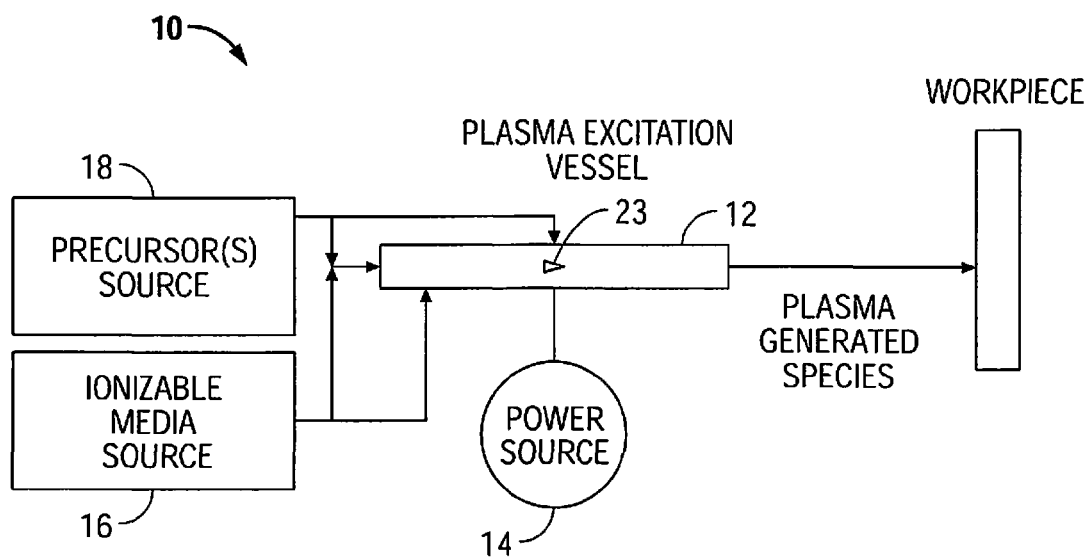 10
WORKPIECE
PLASMA EXCITATION
VESSEL
18
23
12
PRECURSOR(S)
SOURCE
PLASMA
GENERATED
SPECIES
IONIZABLE
MEDIA
SOURCE
POWER
SOURCE
16
14